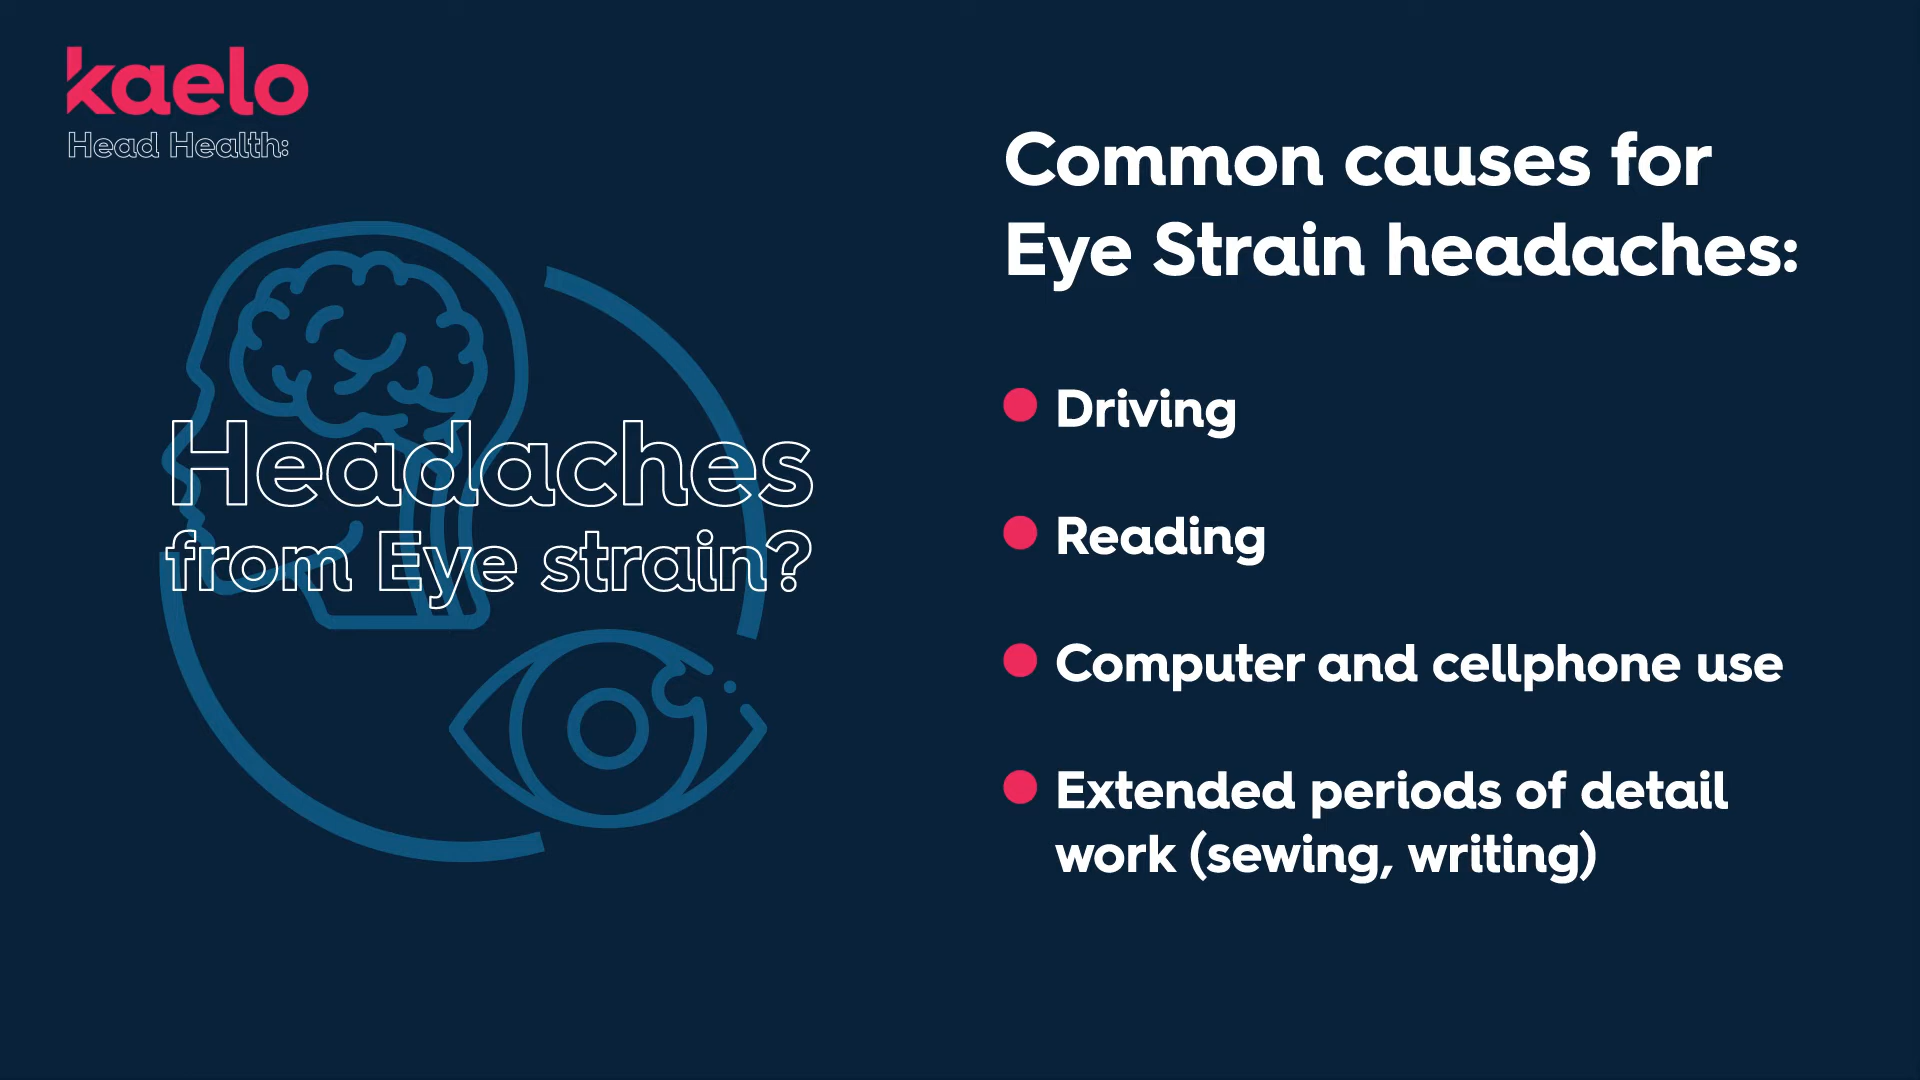 kaelo
Head Health:
Headaches
from Eye strain?
Common causes for
Eye Strain headaches:
Driving
Reading
Computer and cellphone use
Extended periods of detail
work (sewing, writing)